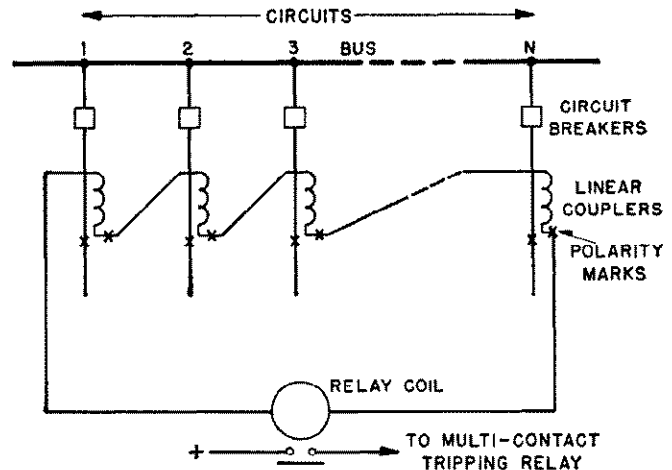 CIRCUITS
1 2 3 BUS N
CIRCUIT
BREAKERS
LINEAR
COUPLERS
POLARITY
MARKS
RELAY COIL
+ TO MULTI-CONTACT
TRIPPING RELAY